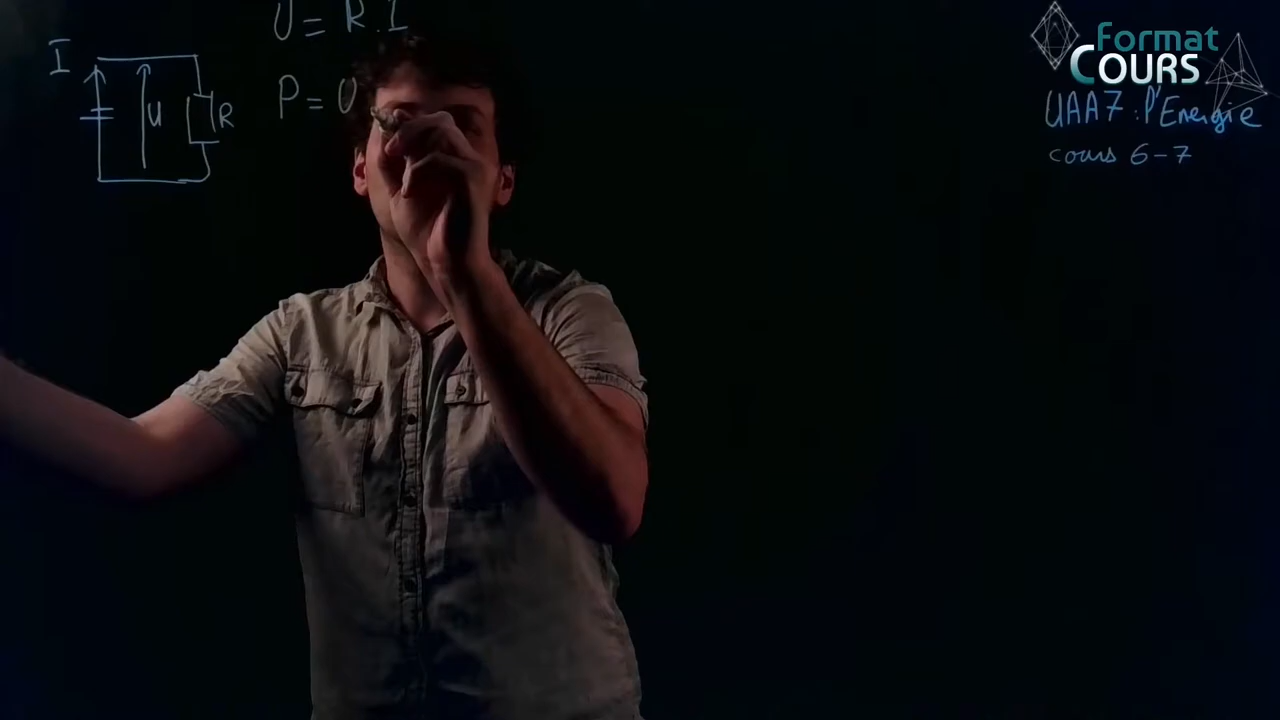 U = R . I
I
U
R
P = U
Format
COURS
UAA7 : l'Energie
cours 6-7